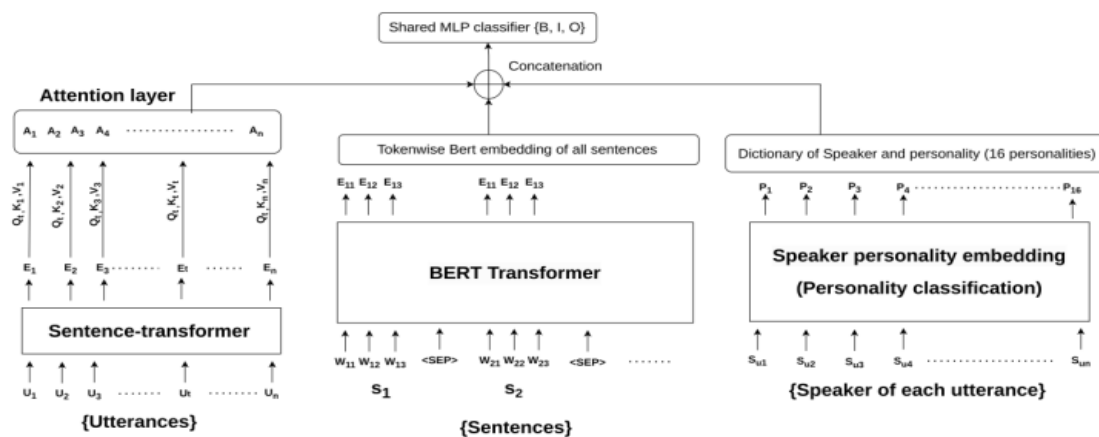 Shared MLP classifier {B, I, O}
Concatenation
Attention layer
A1 A2 A3 A4 An
Tokenwise Bert embedding of all sentences
Dictionary of Speaker and personality (16 personalities)
Qt,K1,V1 Qt,K2,V2 Qt,K3,V3 Qt,Kt,Vt Qt,Kn,Vn
E11 E12 E13 E11 E12 E13
P1 P2 P3 P4 P16
E1 E2 E3 Et En
BERT Transformer
Speaker personality embedding
(Personality classification)
Sentence-transformer
W11 W12 W13 <SEP> W21 W22 W23 <SEP>
Su1 Su2 Su3 Su4 Sun
U1 U2 U3 Ut Un
S1 S2
{Utterances}
{Sentences}
{Speaker of each utterance}